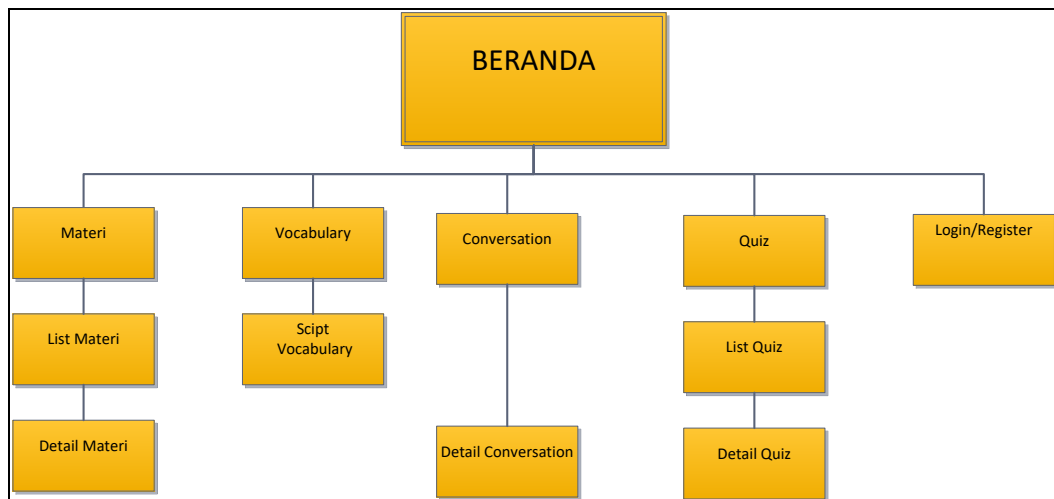 BERANDA
Materi
Vocabulary
Conversation
Quiz
Login/Register
List Materi
Scipt
Vocabulary
List Quiz
Detail Materi
Detail Conversation
Detail Quiz